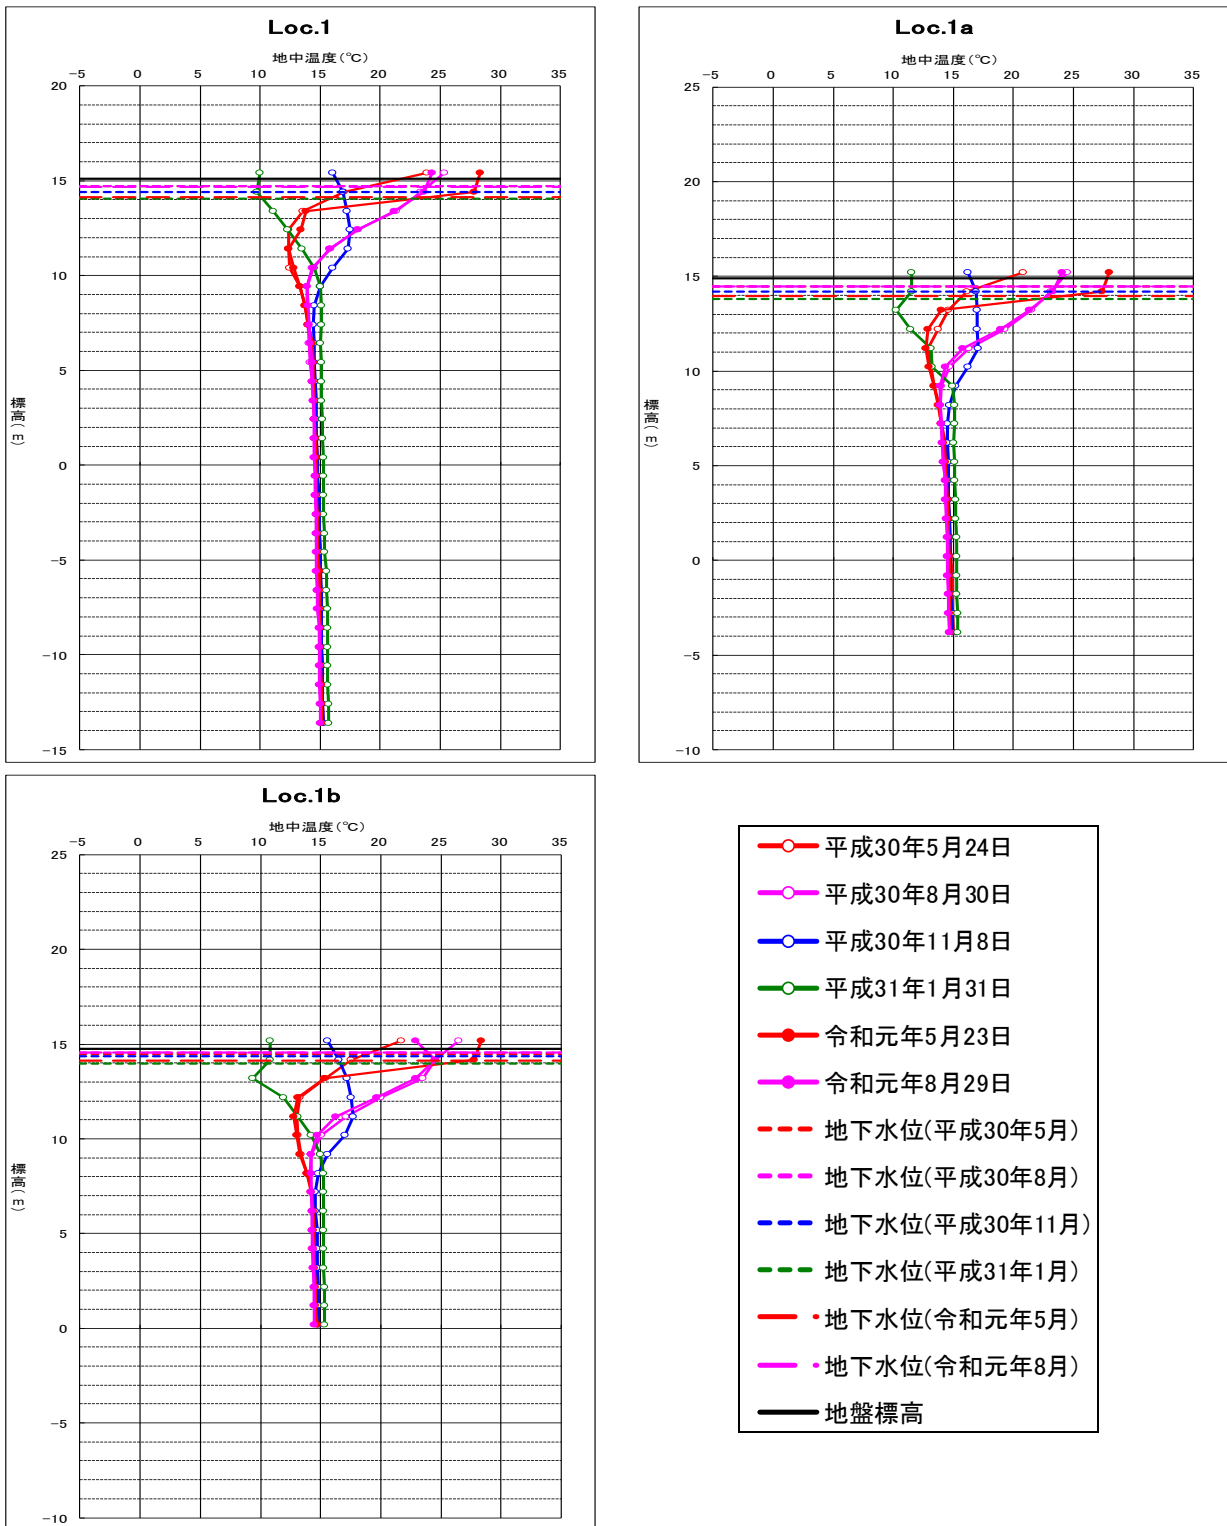 Loc.1
地中温度(℃)
-5 0 5 10 15 20 25 30 35
20
15
10
5
0
-5
-10
-15
標高(m)
Loc.1a
地中温度(℃)
-5 0 5 10 15 20 25 30 35
25
20
15
10
5
0
-5
-10
標高(m)
Loc.1b
地中温度(℃)
-5 0 5 10 15 20 25 30 35
25
20
15
10
5
0
-5
-10
標高(m)
平成30年5月24日
平成30年8月30日
平成30年11月8日
平成31年1月31日
令和元年5月23日
令和元年8月29日
地下水位(平成30年5月)
地下水位(平成30年8月)
地下水位(平成30年11月)
地下水位(平成31年1月)
地下水位(令和元年5月)
地下水位(令和元年8月)
地盤標高